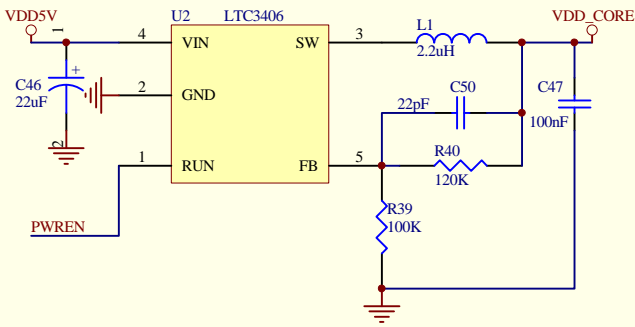 VDD5V
U2 LTC3406
L1
VDD_CORE
1
4 VIN
SW 3
2.2uH
C46
22uF
2 GND
C50
22pF
C47
100nF
2
1 RUN
FB 5
R40
120K
R39
100K
PWREN